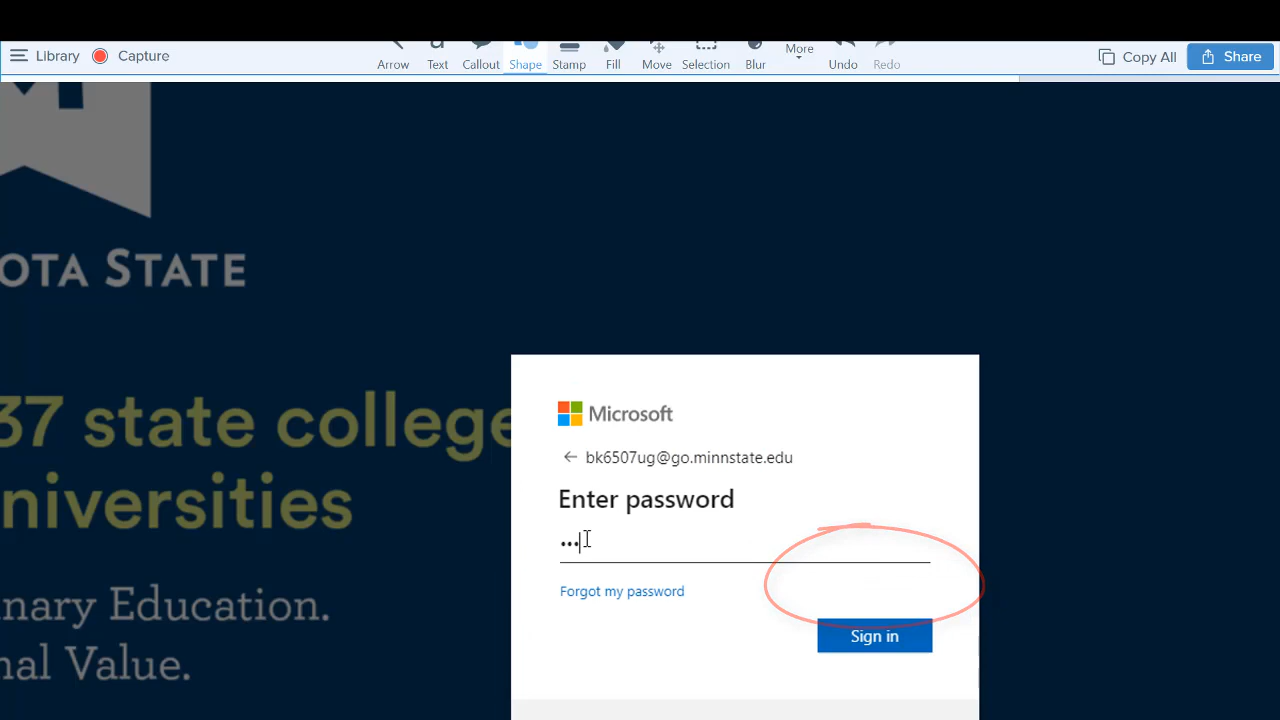 Library Capture Arrow Text Callout Shape Stamp Fill Move Selection Blur More Undo Redo Copy All Share
OTA STATE
37 state college
niversities
nary Education.
nal Value.
Microsoft
bk6507ug@go.minnstate.edu
Enter password
•••
Forgot my password
Sign in